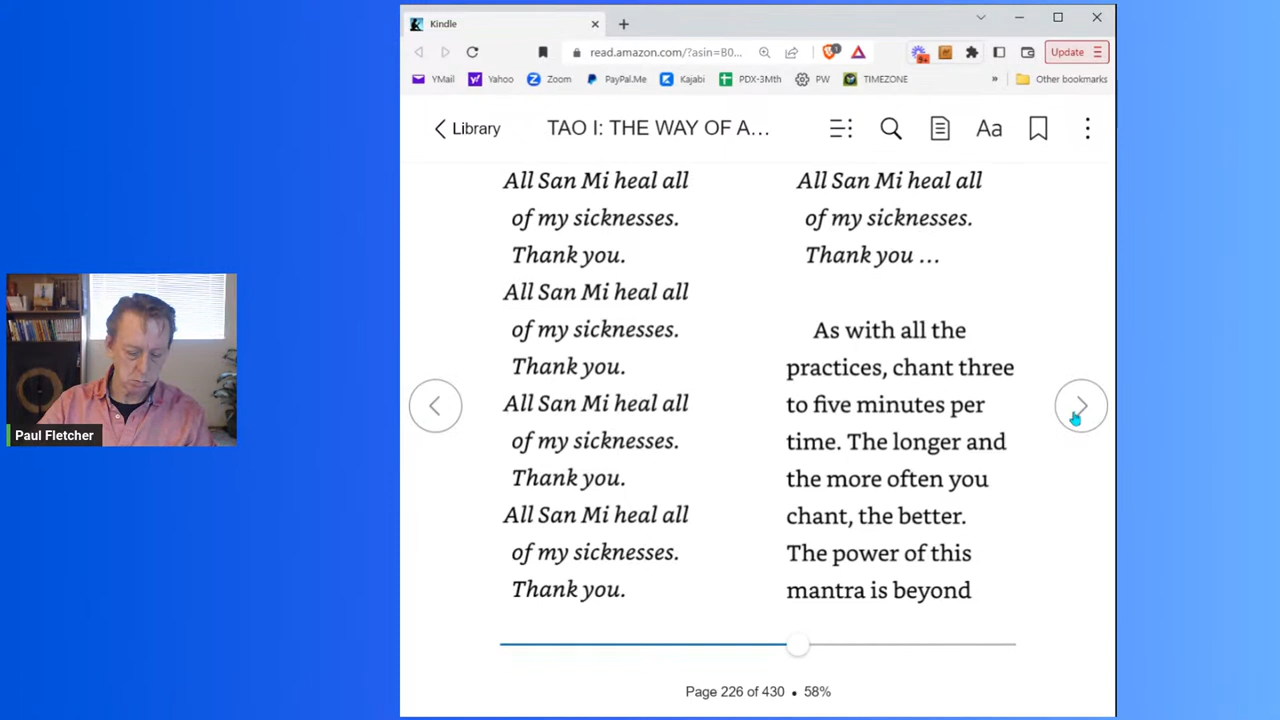 Kindle
read.amazon.com/?asin=B0...
9+
Update
YMail
Yahoo
Zoom
PayPal.Me
Kajabi
PDX-3Mth
PW
TIMEZONE
»
Other bookmarks
Library
TAO I: THE WAY OF A...
Aa
All San Mi heal all
of my sicknesses.
Thank you.
All San Mi heal all
of my sicknesses.
Thank you.
All San Mi heal all
of my sicknesses.
Thank you.
All San Mi heal all
of my sicknesses.
Thank you.
All San Mi heal all
of my sicknesses.
Thank you ...
As with all the
practices, chant three
to five minutes per
time. The longer and
the more often you
chant, the better.
The power of this
mantra is beyond
Page 226 of 430 • 58%
Paul Fletcher